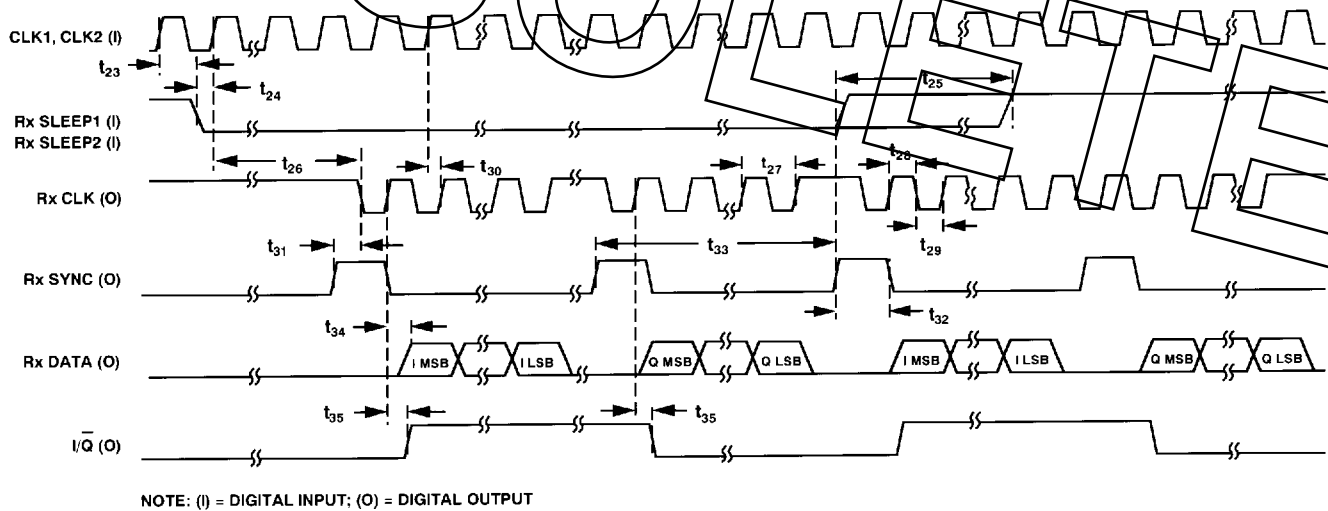 CLK1, CLK2 (I)
t23
t24
t25
Rx SLEEP1 (I)
Rx SLEEP2 (I)
t26
t30
t27
t28
Rx CLK (O)
t31
t33
t29
Rx SYNC (O)
t34
t32
Rx DATA (O)
I MSB
I LSB
Q MSB
Q LSB
I MSB
I LSB
Q MSB
Q LSB
t35
t35
I/Q̅ (O)
NOTE: (I) = DIGITAL INPUT; (O) = DIGITAL OUTPUT